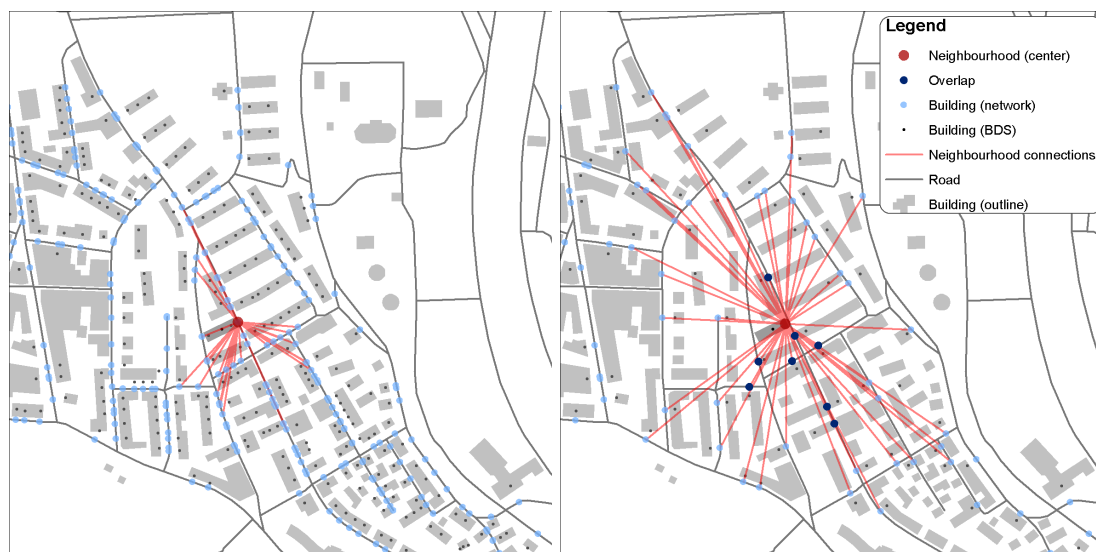 Legend
Neighbourhood (center)
Overlap
Building (network)
Building (BDS)
Neighbourhood connections
Road
Building (outline)